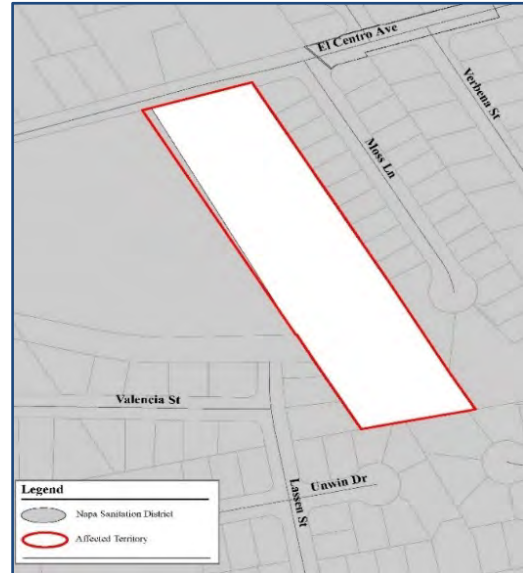 El Centro Ave
Verbena St
Moss Ln
Valencia St
Lassen St
Unwin Dr
Legend
Napa Sanitation District
Affected Territory